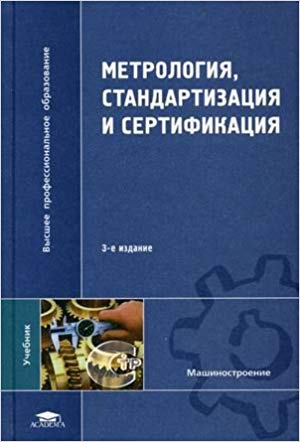 МЕТРОЛОГИЯ,
СТАНДАРТИЗАЦИЯ
И СЕРТИФИКАЦИЯ
Высшее профессиональное образование
3-е издание
Учебник
Машиностроение
ACADEMA